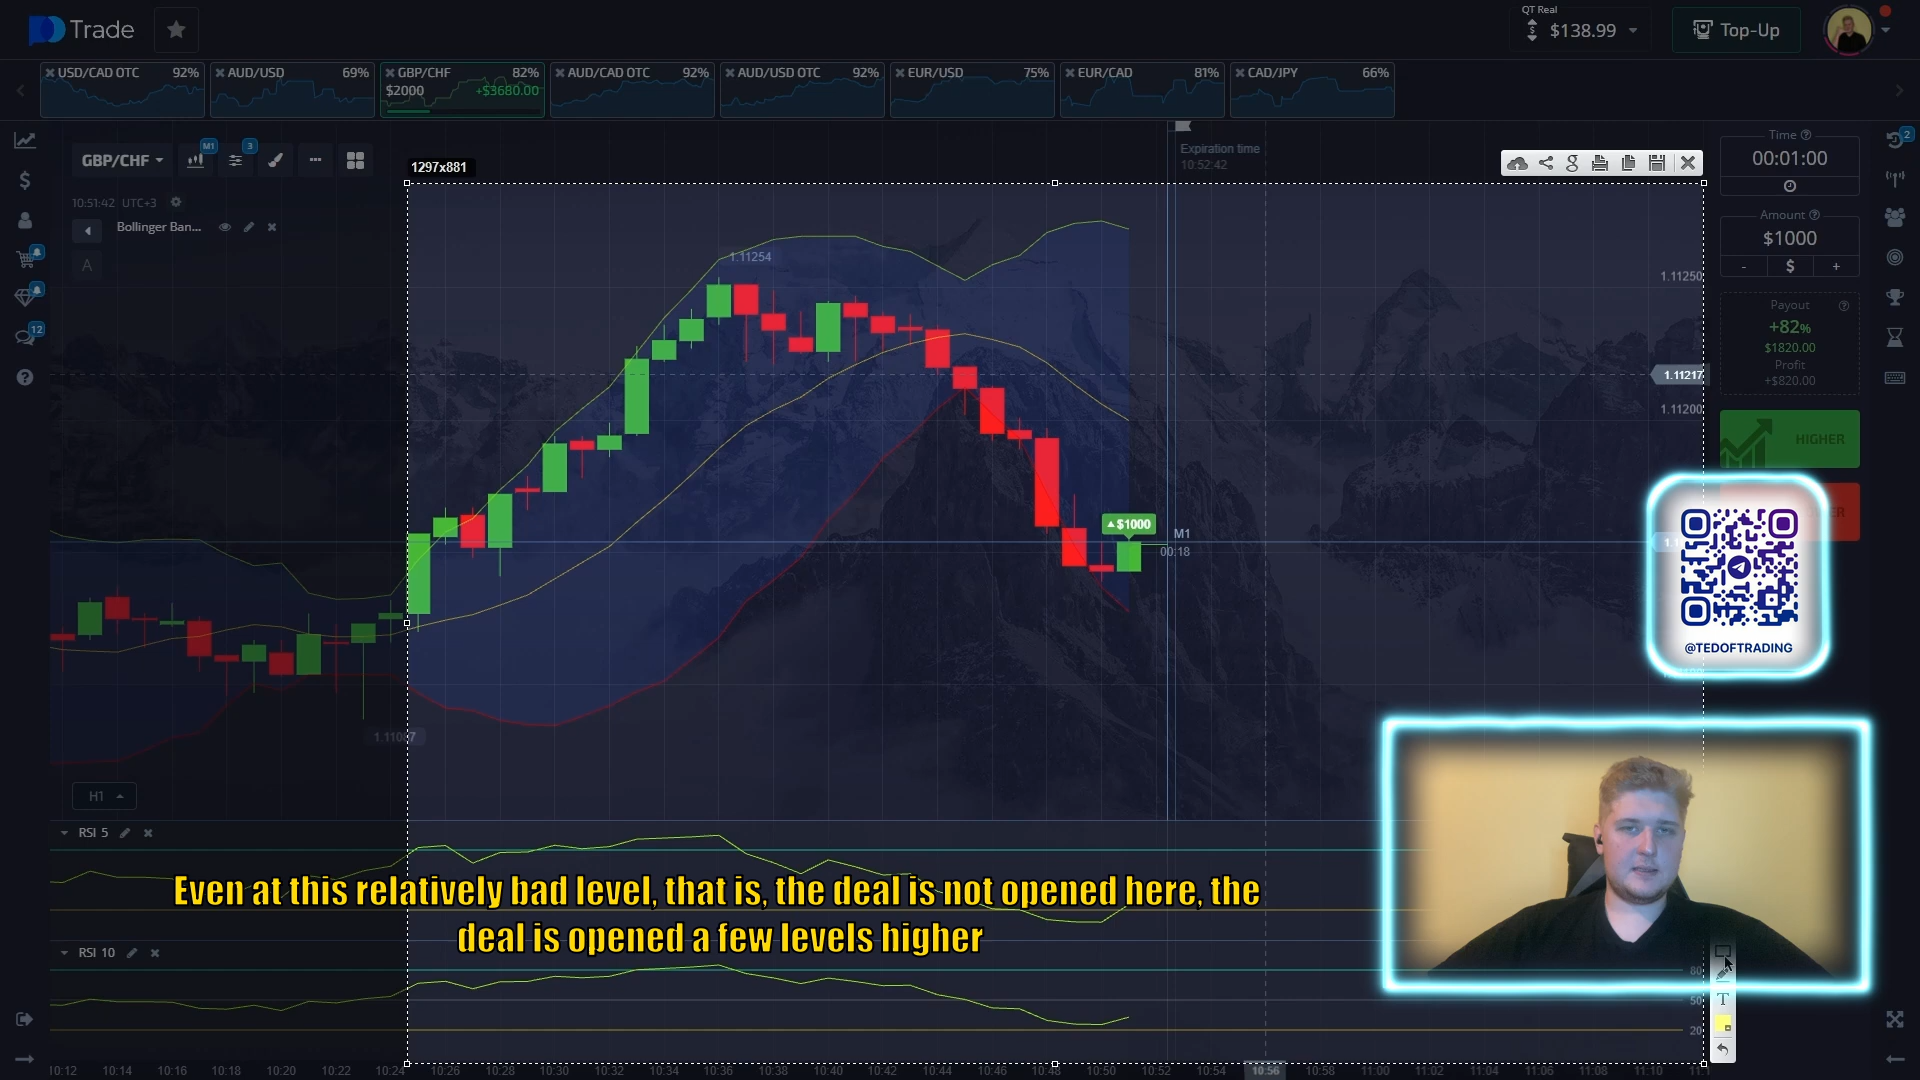 Trade
QT Real
$138.99
Top-Up
USD/CAD OTC 92%
AUD/USD 69%
GBP/CHF 82%
$2000 +$3680.00
AUD/CAD OTC 92%
AUD/USD OTC 92%
EUR/USD 75%
EUR/CAD 81%
CAD/JPY 66%
GBP/CHF
M1
3
1297x881
Expiration time
10:52:42
Time
00:01:00
2
10:51:42 UTC+3
Bollinger Ban...
A
Amount
$1000
- $ +
1.11254
1.11250
Payout
+82%
$1820.00
Profit
+$820.00
12
1.11217
1.11200
HIGHER
$1000
M1
00:18
@TEDOFTRADING
H1
RSI 5
Even at this relatively bad level, that is, the deal is not opened here, the
deal is opened a few levels higher
RSI 10
80
50
20
T
10:12 10:14 10:16 10:18 10:20 10:22 10:24 10:26 10:28 10:30 10:32 10:34 10:36 10:38 10:40 10:42 10:44 10:46 10:48 10:50 10:52 10:54 10:56 10:58 11:00 11:02 11:04 11:06 11:08 11:10